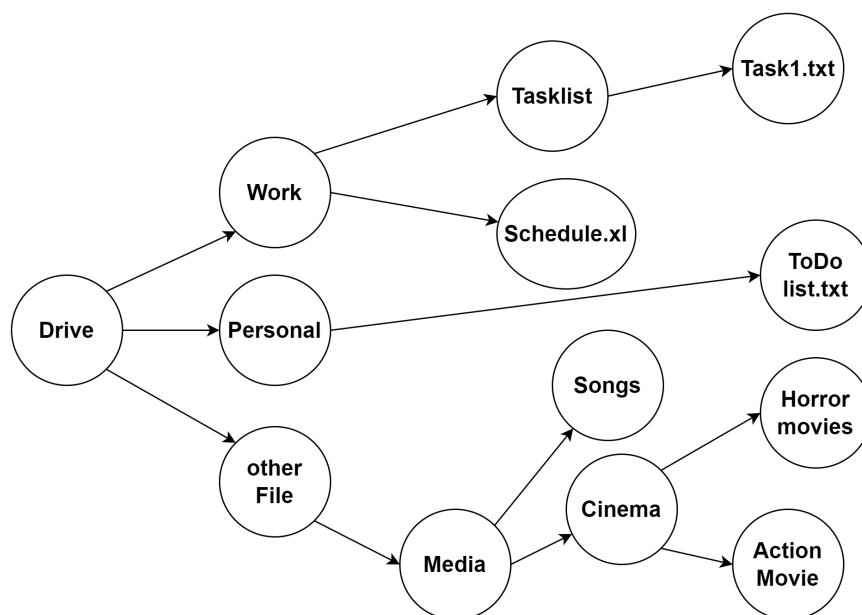 Tasklist
Task1.txt
Work
Schedule.xl
ToDo
list.txt
Drive
Personal
Songs
Horror
movies
other
File
Cinema
Media
Action
Movie